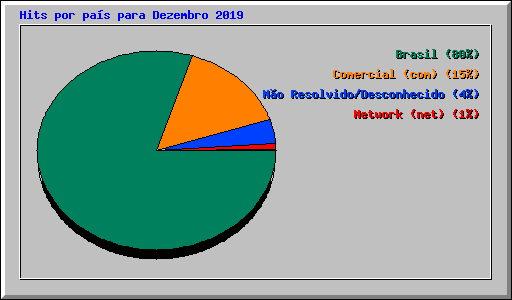 Hits por país para Dezembro 2019
Brasil (80%)
Comercial (com) (15%)
Não Resolvido/Desconhecido (4%)
Network (net) (1%)